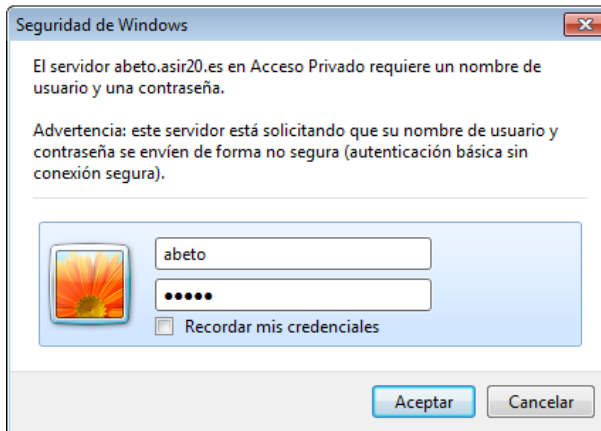 Seguridad de Windows
El servidor abeto.asir20.es en Acceso Privado requiere un nombre de
usuario y una contraseña.
Advertencia: este servidor está solicitando que su nombre de usuario y
contraseña se envíen de forma no segura (autenticación básica sin
conexión segura).
abeto
●●●●●
Recordar mis credenciales
Aceptar
Cancelar